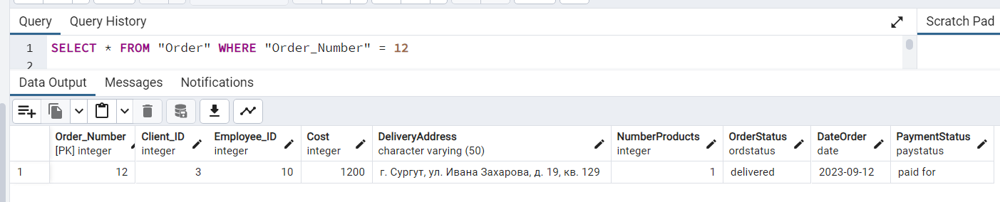 Query Query History Scratch Pad
1 SELECT * FROM "Order" WHERE "Order_Number" = 12
2
Data Output Messages Notifications
Order_Number Client_ID Employee_ID Cost DeliveryAddress NumberProducts OrderStatus DateOrder PaymentStatus
[PK] integer integer integer integer character varying (50) integer ordstatus date paystatus
1 12 3 10 1200 г. Сургут, ул. Ивана Захарова, д. 19, кв. 129 1 delivered 2023-09-12 paid for